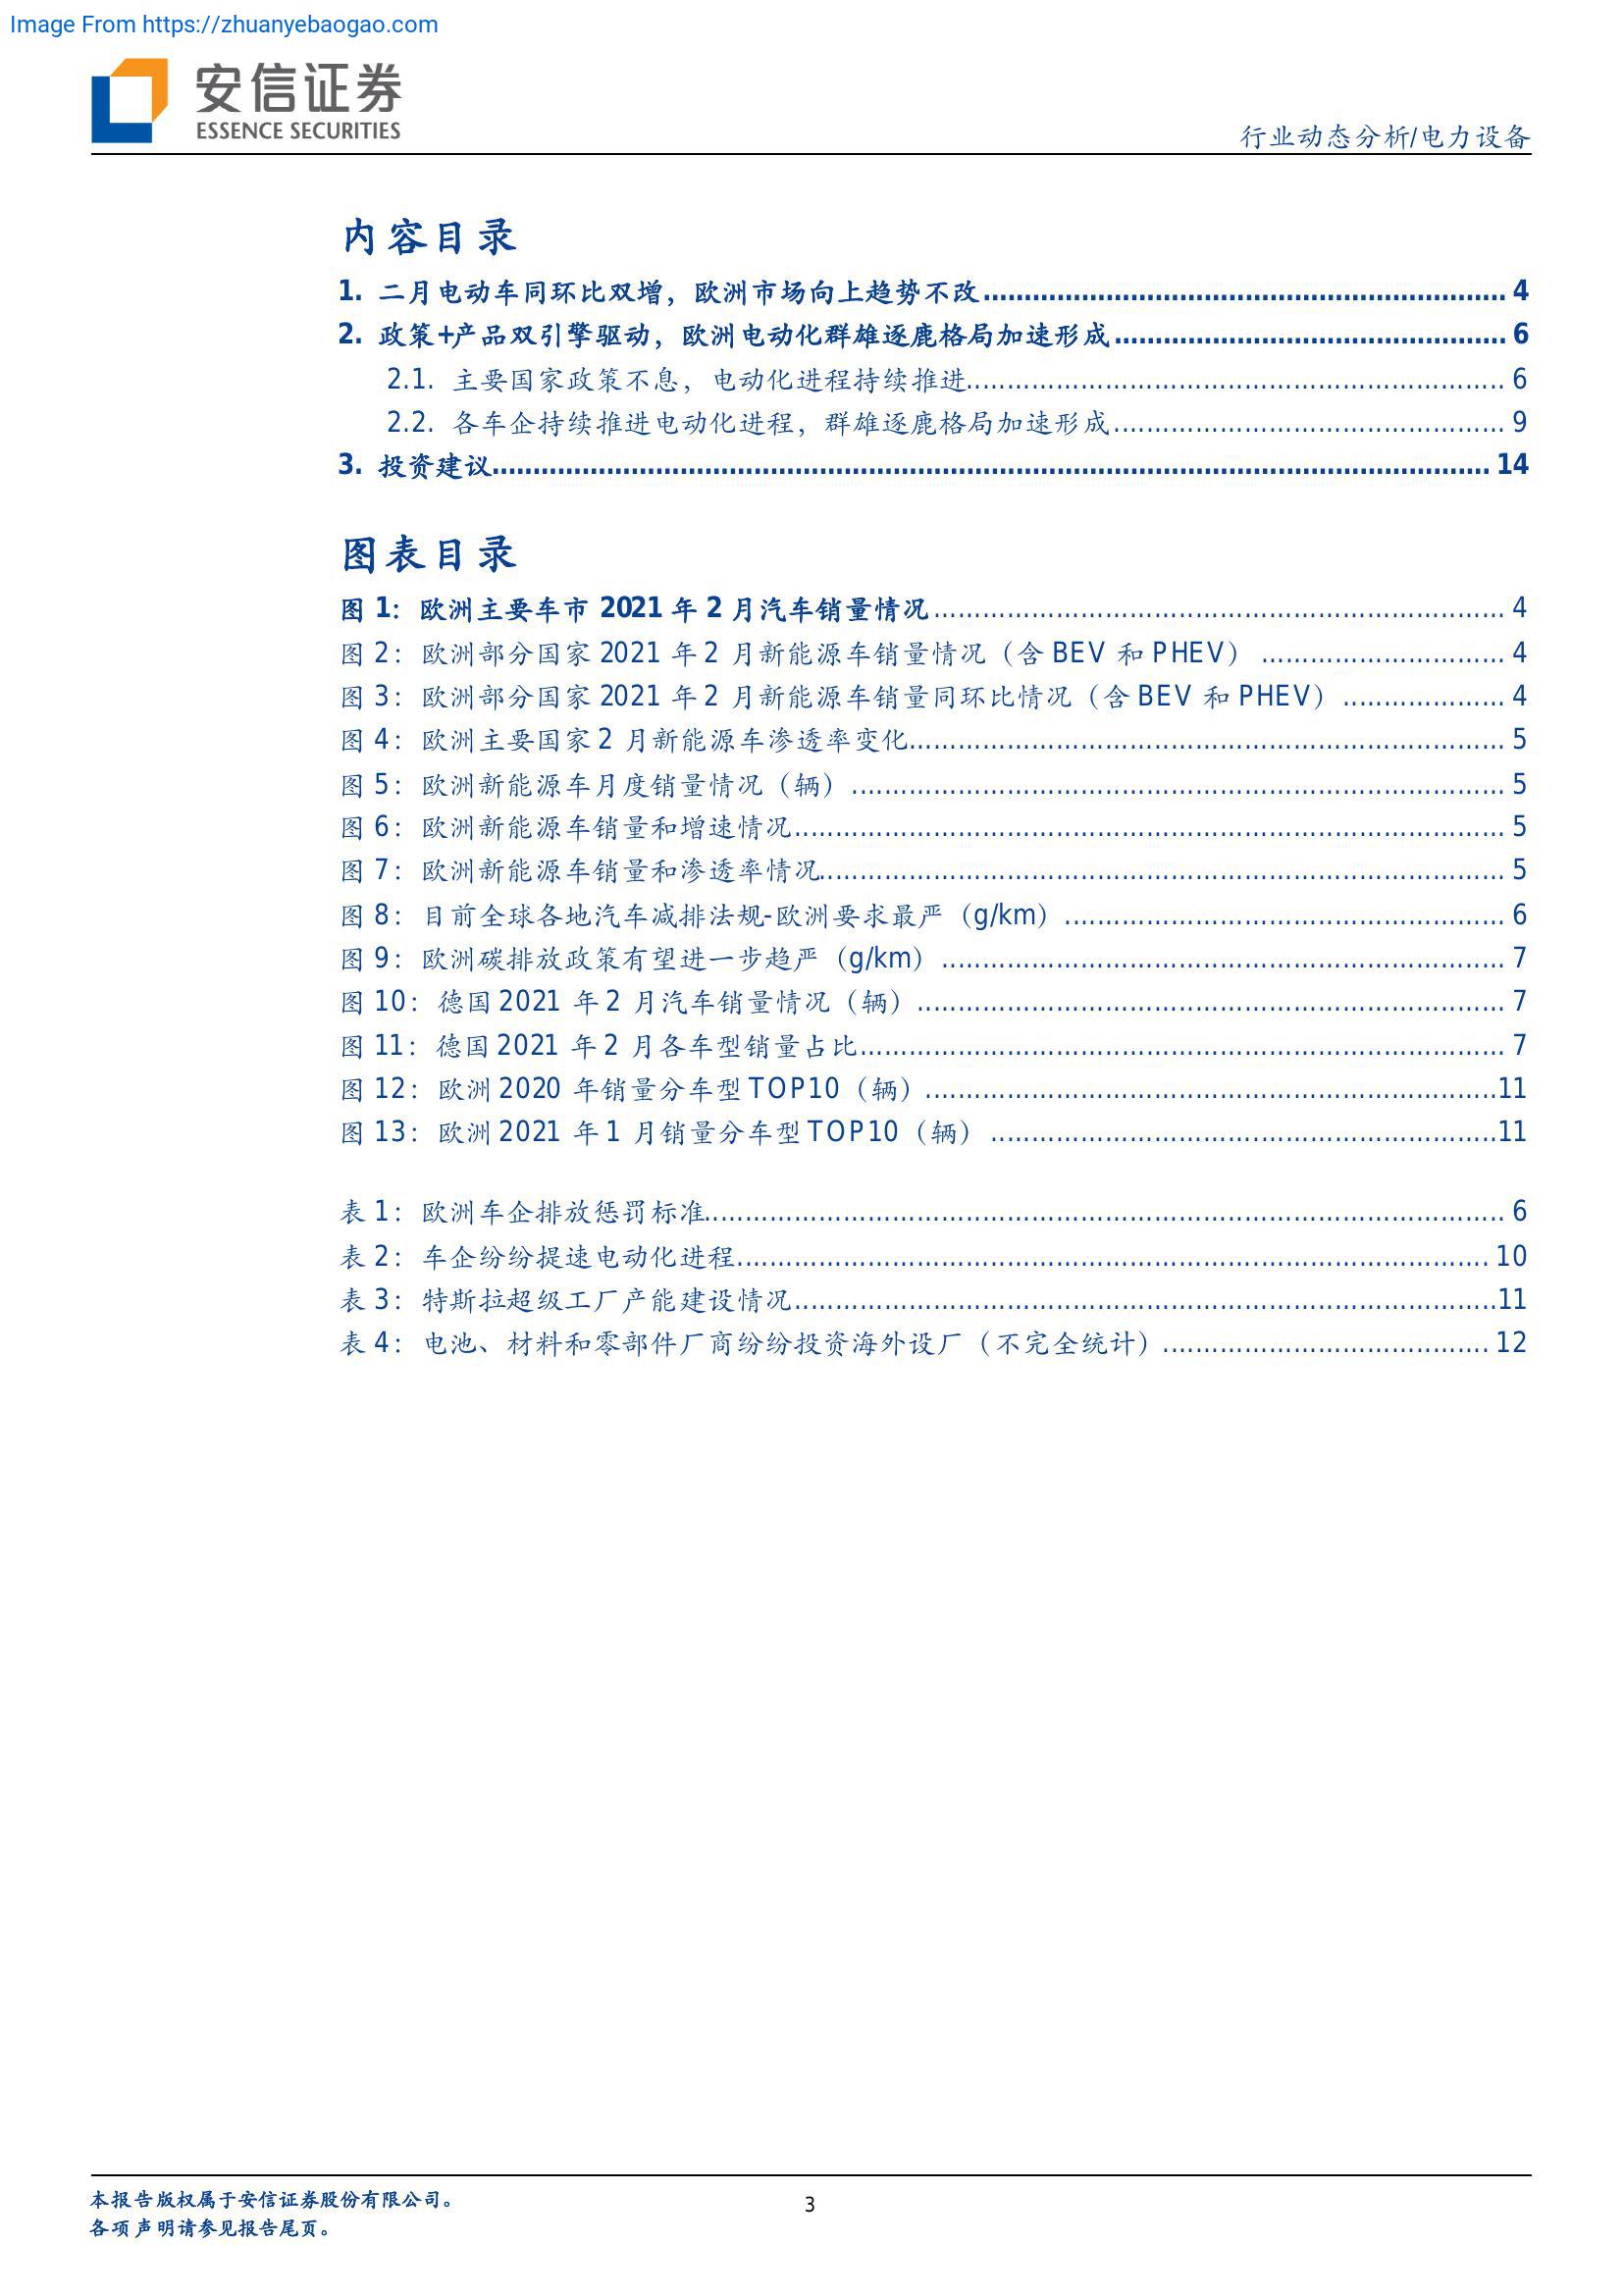 Image From https://zhuanyebaogao.com
安信证券
ESSENCE SECURITIES
行业动态分析/电力设备
内容目录
1. 二月电动车同环比双增，欧洲市场向上趋势不改 4
2. 政策+产品双引擎驱动，欧洲电动化群雄逐鹿格局加速形成 6
2.1. 主要国家政策不息，电动化进程持续推进 6
2.2. 各车企持续推进电动化进程，群雄逐鹿格局加速形成 9
3. 投资建议 14
图表目录
图 1：欧洲主要车市 2021 年 2 月汽车销量情况 4
图 2：欧洲部分国家 2021 年 2 月新能源车销量情况（含 BEV 和 PHEV） 4
图 3：欧洲部分国家 2021 年 2 月新能源车销量同环比情况（含 BEV 和 PHEV） 4
图 4：欧洲主要国家 2 月新能源车渗透率变化 5
图 5：欧洲新能源车月度销量情况（辆） 5
图 6：欧洲新能源车销量和增速情况 5
图 7：欧洲新能源车销量和渗透率情况 5
图 8：目前全球各地汽车减排法规-欧洲要求最严（g/km） 6
图 9：欧洲碳排放政策有望进一步趋严（g/km） 7
图 10：德国 2021 年 2 月汽车销量情况（辆） 7
图 11：德国 2021 年 2 月各车型销量占比 7
图 12：欧洲 2020 年销量分车型 TOP10（辆） 11
图 13：欧洲 2021 年 1 月销量分车型 TOP10（辆） 11
表 1：欧洲车企排放惩罚标准 6
表 2：车企纷纷提速电动化进程 10
表 3：特斯拉超级工厂产能建设情况 11
表 4：电池、材料和零部件厂商纷纷投资海外设厂（不完全统计） 12
本报告版权属于安信证券股份有限公司。
3
各项声明请参见报告尾页。